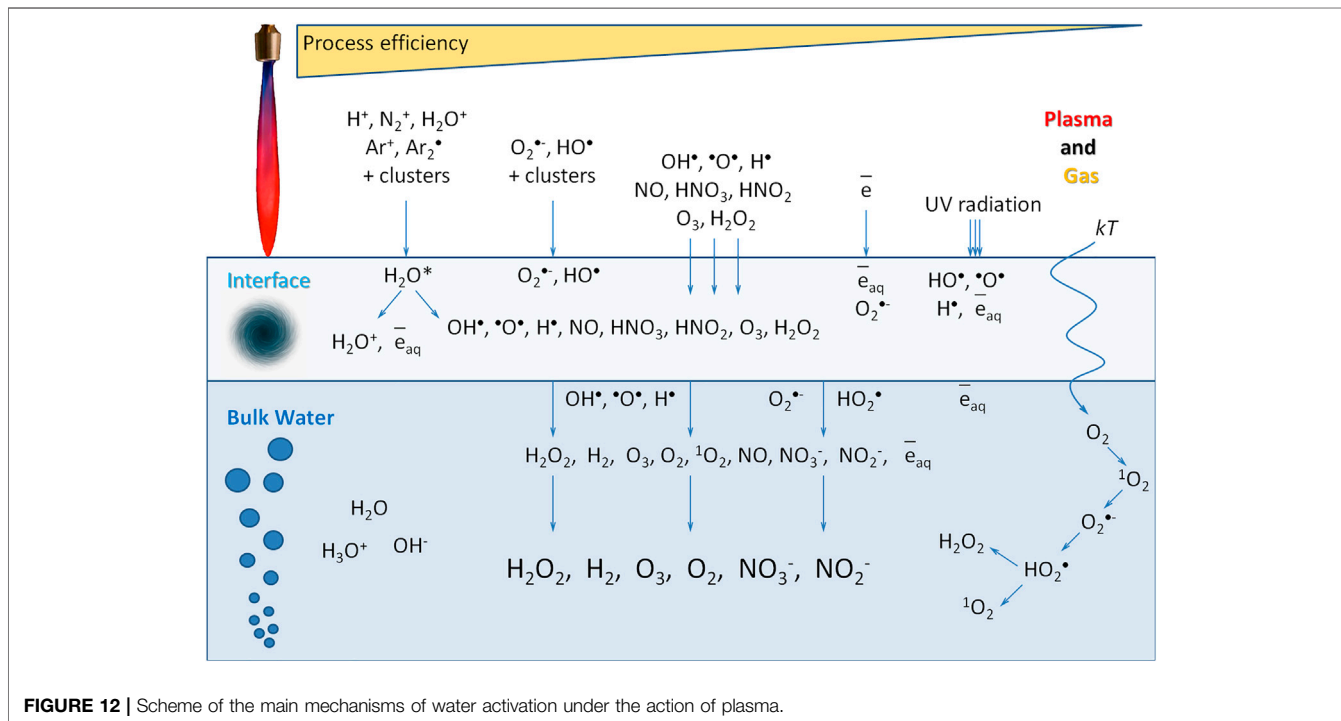 Process efficiency
H⁺, N₂⁺, H₂O⁺
Ar⁺, Ar₂•
+ clusters
O₂•⁻, HO•
+ clusters
OH•, •O•, H•
NO, HNO₃, HNO₂
O₃, H₂O₂
e̅
UV radiation
Plasma
and
Gas
kT
Interface
H₂O*
H₂O⁺, e̅aq
O₂•⁻, HO•
OH•, •O•, H•, NO, HNO₃, HNO₂, O₃, H₂O₂
e̅aq
O₂•⁻
HO•, •O•
H•, e̅aq
Bulk Water
OH•, •O•, H•
O₂•⁻
HO₂•
e̅aq
H₂O₂, H₂, O₃, O₂, ¹O₂, NO, NO₃⁻, NO₂⁻, e̅aq
H₂O
H₃O⁺
OH⁻
H₂O₂, H₂, O₃, O₂, NO₃⁻, NO₂⁻
O₂
¹O₂
O₂•⁻
H₂O₂
HO₂•
¹O₂
FIGURE 12 | Scheme of the main mechanisms of water activation under the action of plasma.